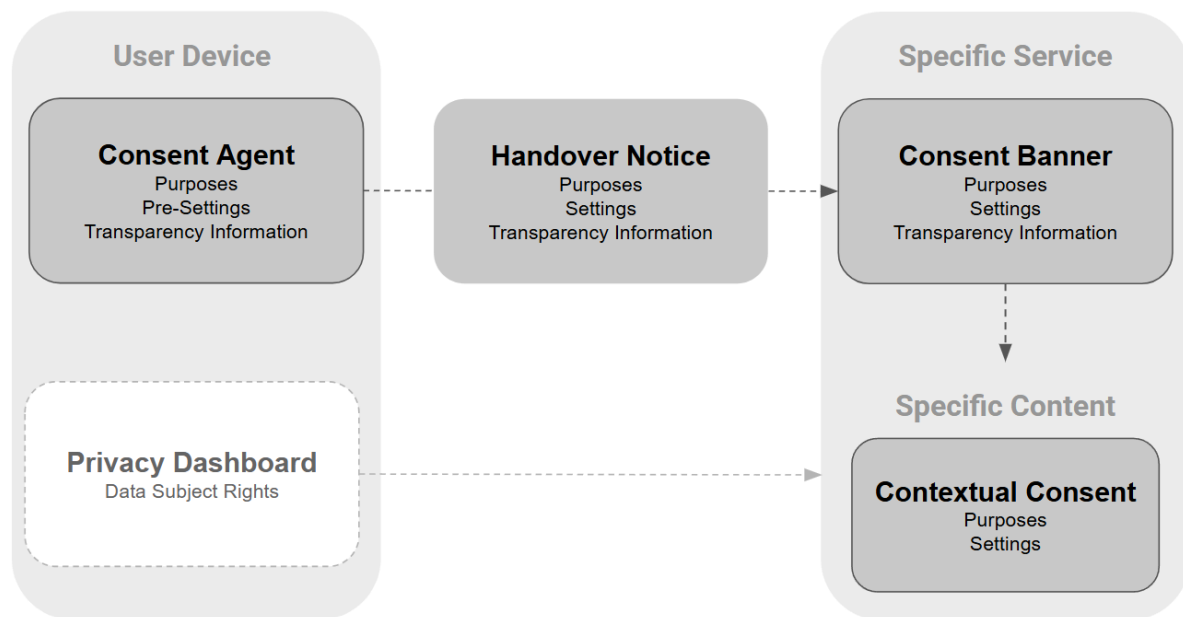 User Device
Consent Agent
Purposes
Pre-Settings
Transparency Information
Privacy Dashboard
Data Subject Rights
Handover Notice
Purposes
Settings
Transparency Information
Specific Service
Consent Banner
Purposes
Settings
Transparency Information
Specific Content
Contextual Consent
Purposes
Settings